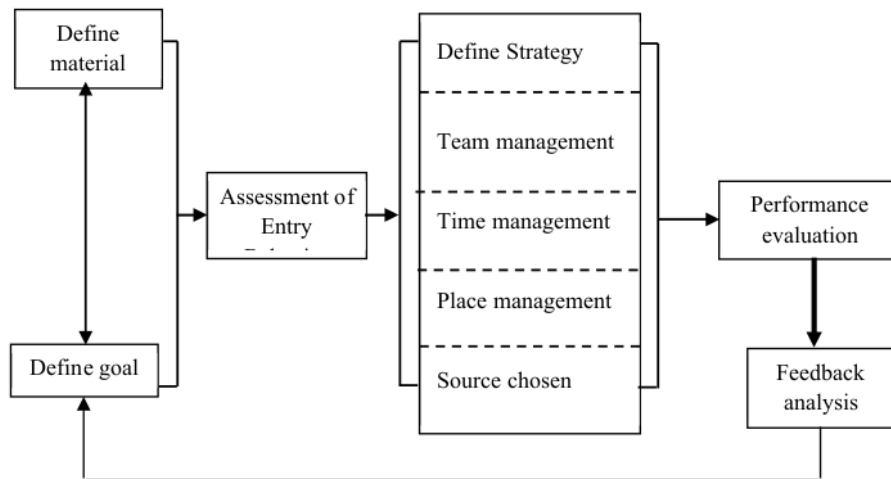 Define
material
Define Strategy
Team management
Assessment of
Entry
Time management
Performance
evaluation
Place management
Define goal
Source chosen
Feedback
analysis